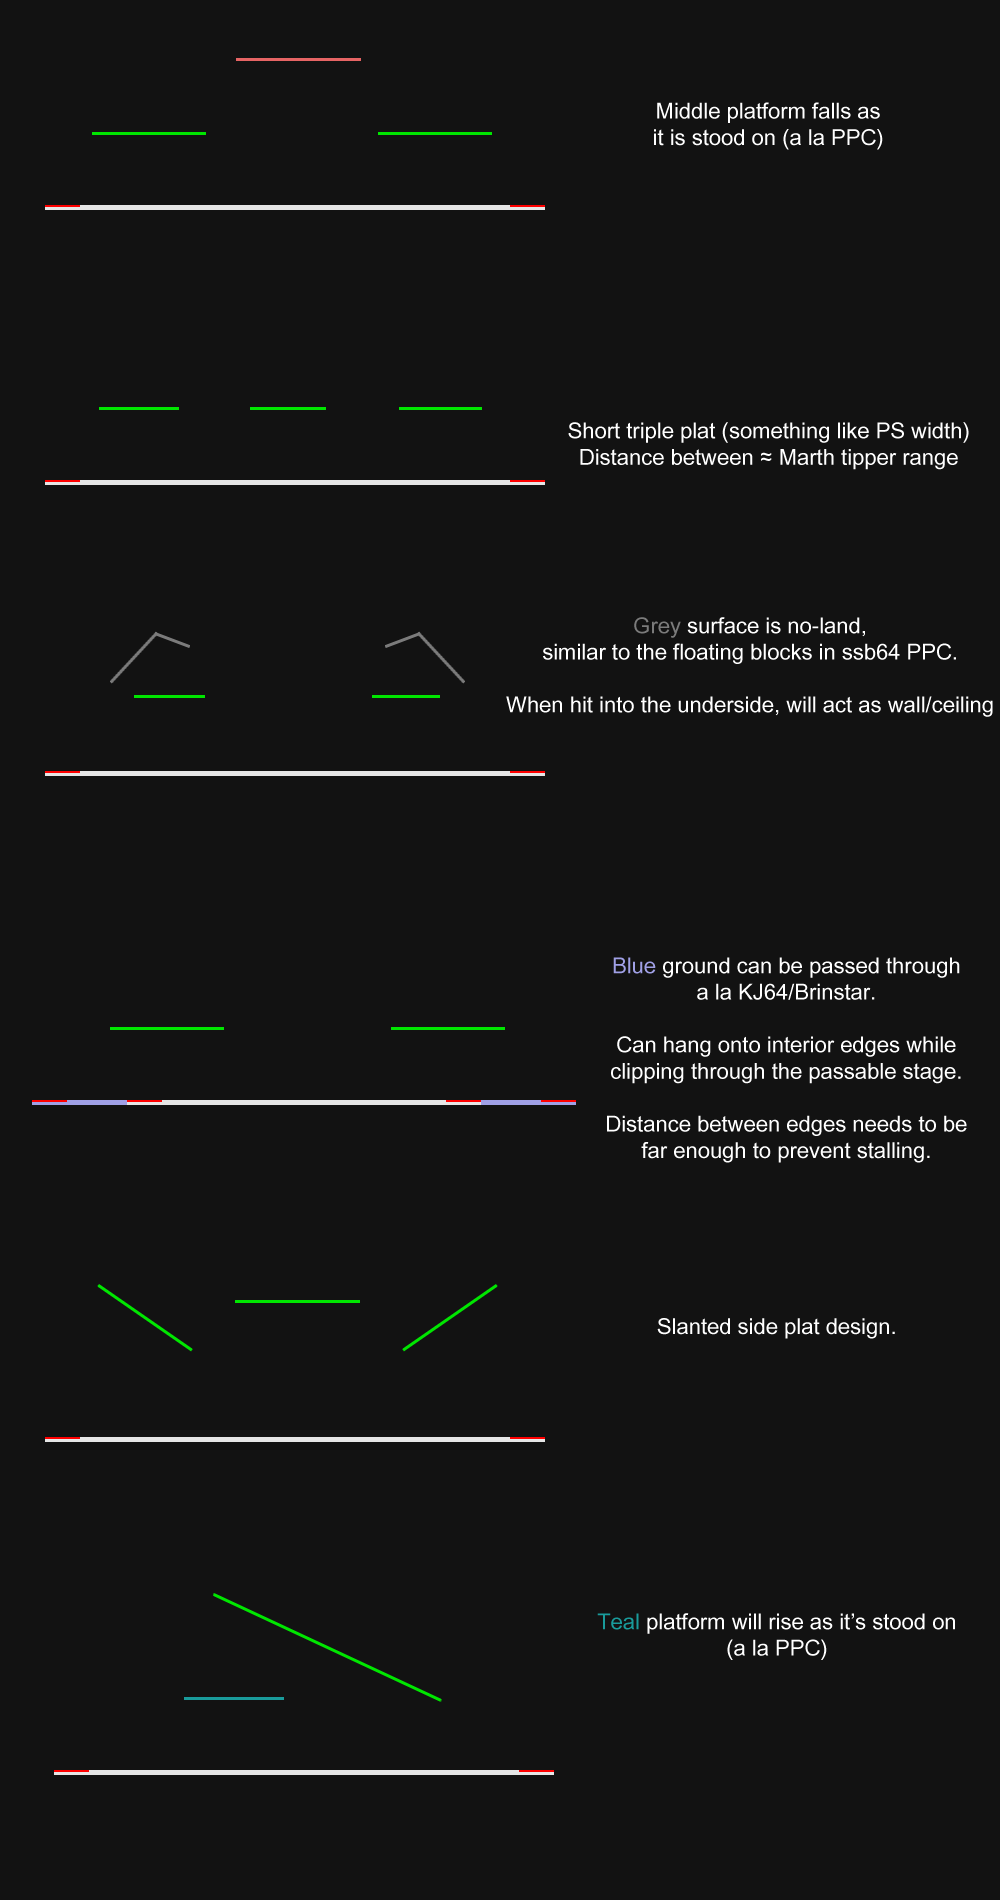 Middle platform falls as
it is stood on (a la PPC)
Short triple plat (something like PS width)
Distance between ≈ Marth tipper range
Grey surface is no-land,
similar to the floating blocks in ssb64 PPC.
When hit into the underside, will act as wall/ceiling
Blue ground can be passed through
a la KJ64/Brinstar.
Can hang onto interior edges while
clipping through the passable stage.
Distance between edges needs to be
far enough to prevent stalling.
Slanted side plat design.
Teal platform will rise as it’s stood on
(a la PPC)